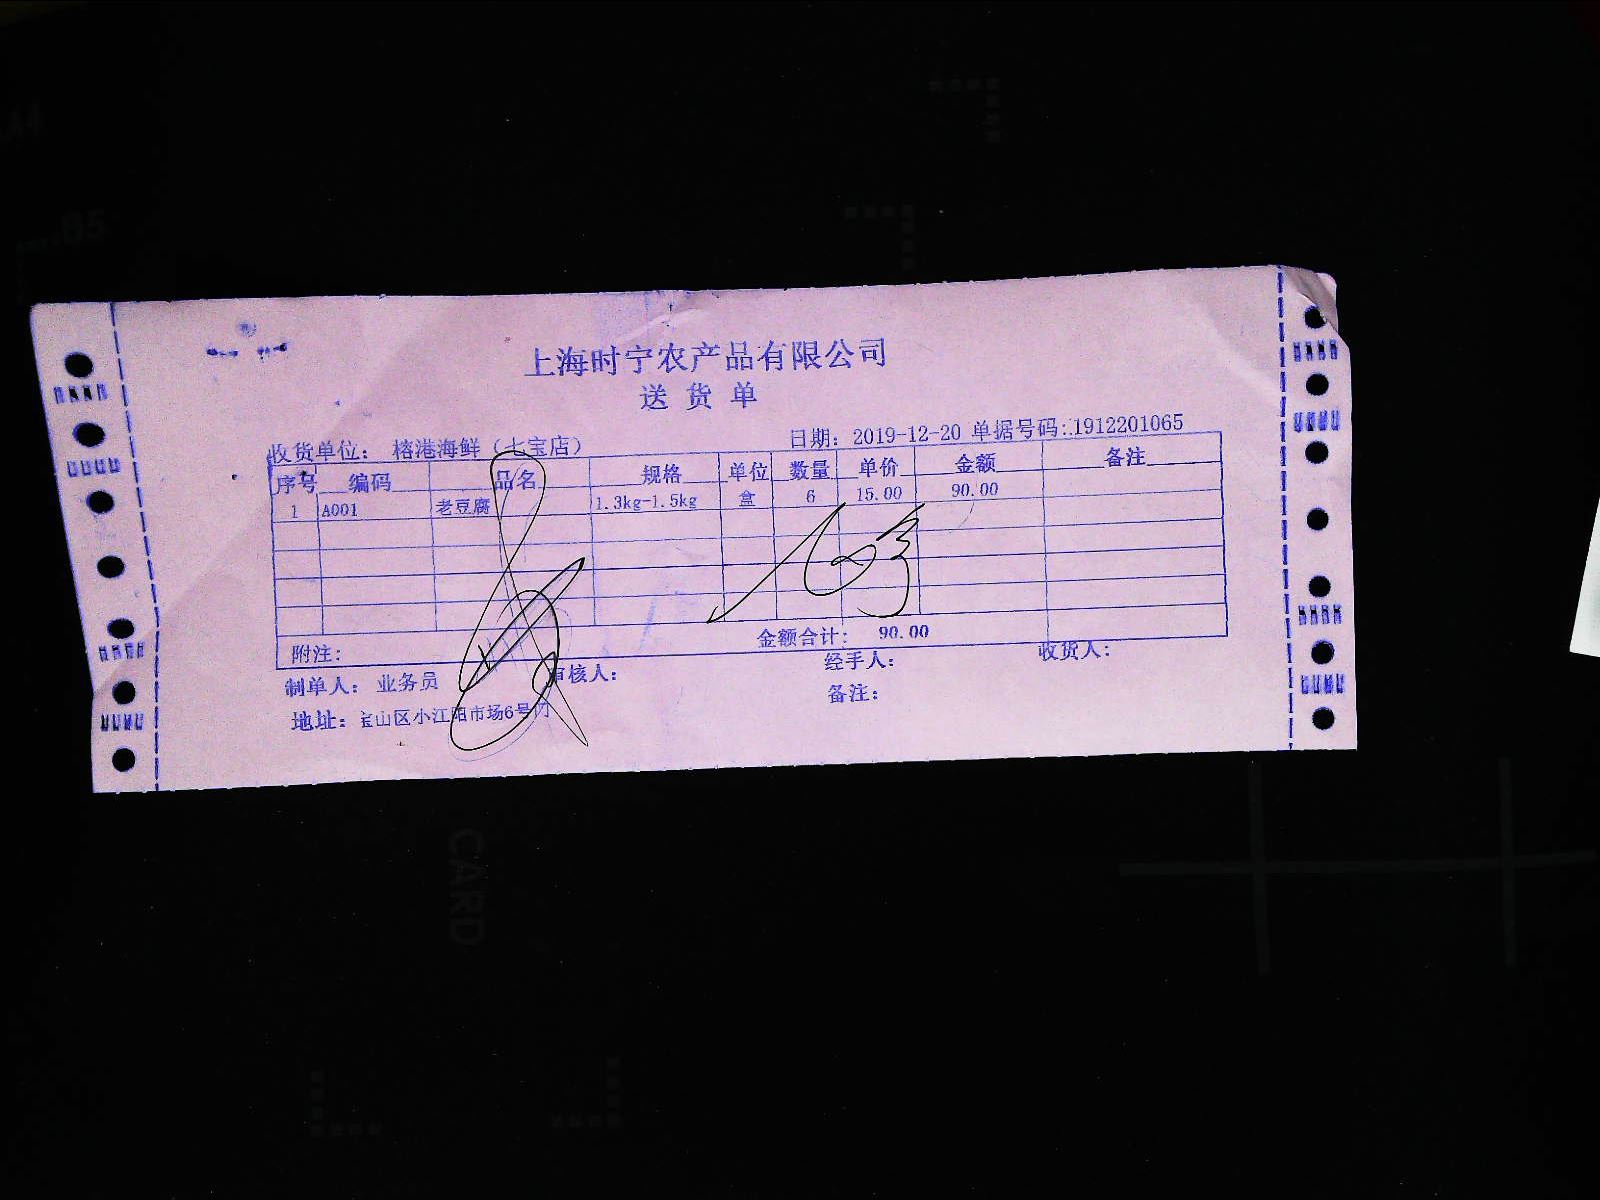 上海时宁农产品有限公司
送 货 单
收货单位： 榕港海鲜（七宝店） 日期：2019-12-20 单据号码：1912201065
序号 编码 品名 规格 单位 数量 单价 金额 备注
1 A001 老豆腐 1.3kg-1.5kg 盒 6 15.00 90.00
附注： 金额合计： 90.00
制单人： 业务员 审核人： 经手人： 收货人：
地址：宝山区小江阳市场6号门 备注：
CARD